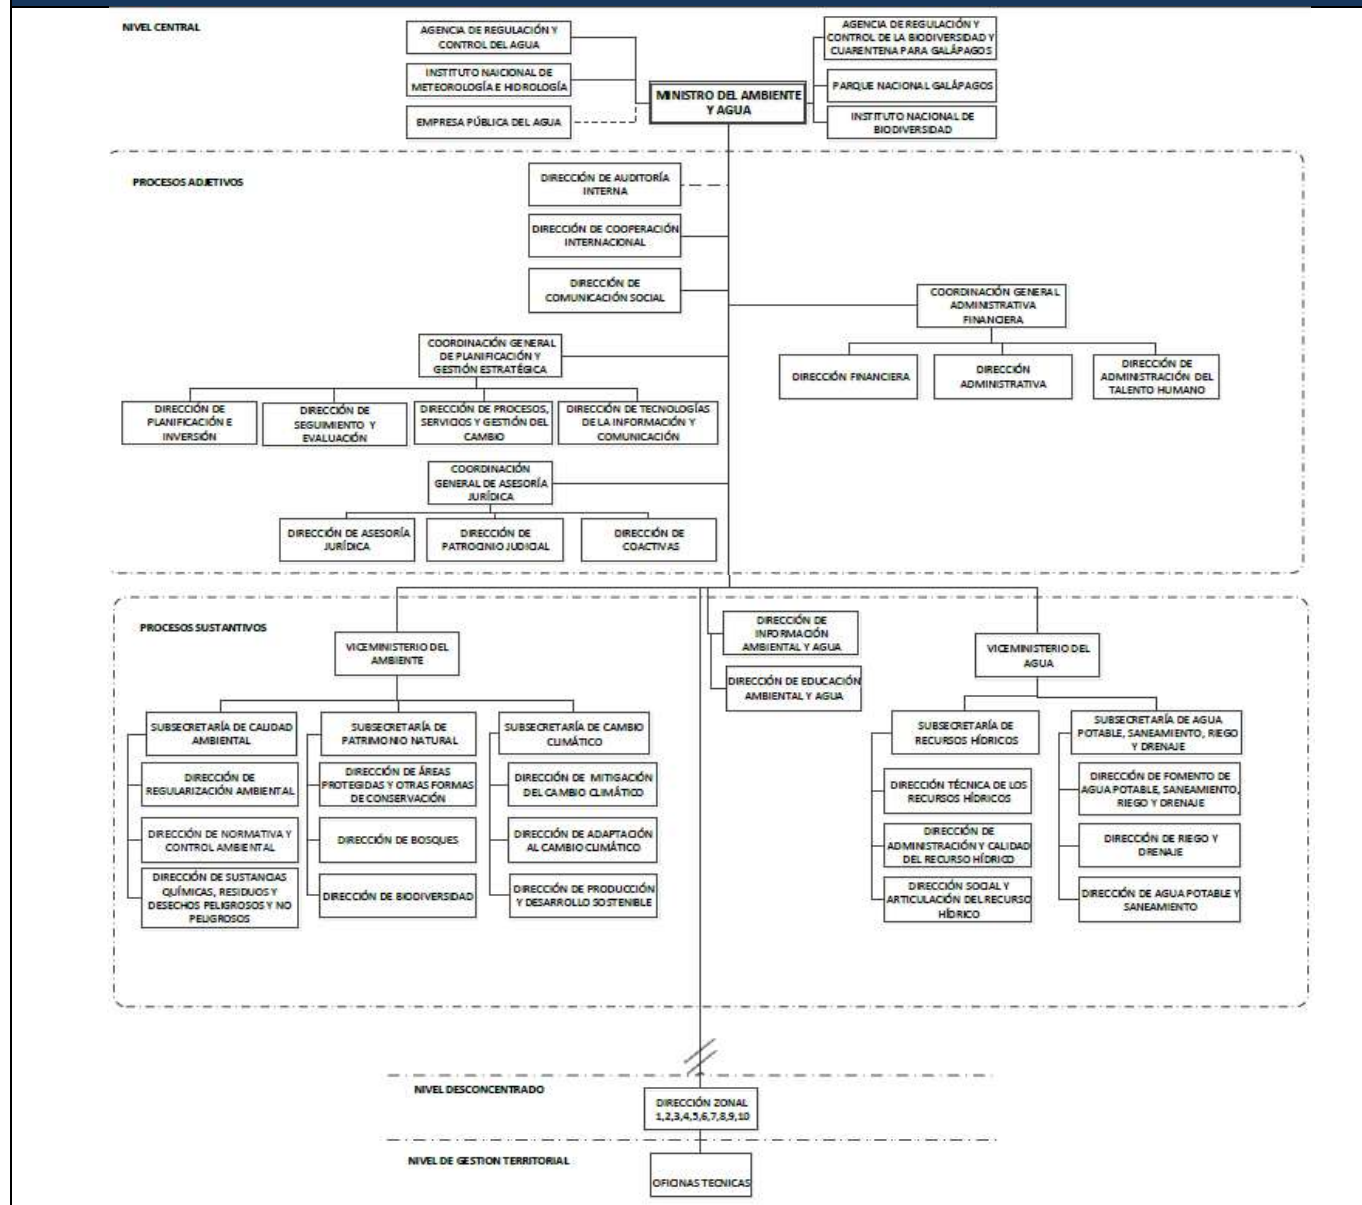 NIVEL CENTRAL
AGENCIA DE REGULACIÓN Y
CONTROL DEL AGUA
INSTITUTO NAICIONAL DE
METEOROLOGÍA E HIDROLOGÍA
EMPRESA PÚBLICA DEL AGUA
MINISTRO DEL AMBIENTE
Y AGUA
AGENCIA DE REGULACIÓN Y
CONTROL DE LA BIODIVERSIDAD Y
CUARENTENA PARA GALÁPAGOS
PARQUE NACIONAL GALÁPAGOS
INSTITUTO NACIONAL DE
BIODIVERSIDAD
PROCESOS ADJETIVOS
DIRECCIÓN DE AUDITORÍA
INTERNA
DIRECCIÓN DE COOPERACIÓN
INTERNACIONAL
DIRECCIÓN DE
COMUNICACIÓN SOCIAL
COORDINACIÓN GENERAL
ADMINISTRATIVA
FINANCIERA
DIRECCIÓN FINANCIERA
DIRECCIÓN
ADMINISTRATIVA
DIRECCIÓN DE
ADMINISTRACIÓN DEL
TALENTO HUMANO
COORDINACIÓN GENERAL
DE PLANIFICACIÓN Y
GESTIÓN ESTRATÉGICA
DIRECCIÓN DE
PLANIFICACIÓN E
INVERSIÓN
DIRECCIÓN DE
SEGUIMIENTO Y
EVALUACIÓN
DIRECCIÓN DE PROCESOS,
SERVICIOS Y GESTIÓN DEL
CAMBIO
DIRECCIÓN DE TECNOLOGÍAS
DE LA INFORMACIÓN Y
COMUNICACIÓN
COORDINACIÓN
GENERAL DE ASESORÍA
JURÍDICA
DIRECCIÓN DE ASESORÍA
JURÍDICA
DIRECCIÓN DE
PATROCINIO JUDICIAL
DIRECCIÓN DE
COACTIVAS
PROCESOS SUSTANTIVOS
VICEMINISTERIO DEL
AMBIENTE
DIRECCIÓN DE
INFORMACIÓN
AMBIENTAL Y AGUA
DIRECCIÓN DE EDUCACIÓN
AMBIENTAL Y AGUA
VICEMINISTERIO DEL
AGUA
SUBSECRETARÍA DE CALIDAD
AMBIENTAL
DIRECCIÓN DE
REGULARIZACIÓN AMBIENTAL
DIRECCIÓN DE NORMATIVA Y
CONTROL AMBIENTAL
DIRECCIÓN DE SUSTANCIAS
QUÍMICAS, RESIDUOS Y
DESECHOS PELIGROSOS Y NO
PELIGROSOS
SUBSECRETARÍA DE
PATRIMONIO NATURAL
DIRECCIÓN DE ÁREAS
PROTEGIDAS Y OTRAS FORMAS
DE CONSERVACIÓN
DIRECCIÓN DE BOSQUES
DIRECCIÓN DE BIODIVERSIDAD
SUBSECRETARÍA DE CAMBIO
CLIMÁTICO
DIRECCIÓN DE MITIGACIÓN
DEL CAMBIO CLIMÁTICO
DIRECCIÓN DE ADAPTACIÓN
AL CAMBIO CLIMÁTICO
DIRECCIÓN DE PRODUCCIÓN
Y DESARROLLO SOSTENIBLE
SUBSECRETARÍA DE
RECURSOS HÍDRICOS
DIRECCIÓN TÉCNICA DE LOS
RECURSOS HÍDRICOS
DIRECCIÓN DE
ADMINISTRACIÓN Y CALIDAD
DEL RECURSO HÍDRICO
DIRECCIÓN SOCIAL Y
ARTICULACIÓN DEL RECURSO
HÍDRICO
SUBSECRETARÍA DE AGUA
POTABLE, SANEAMIENTO, RIEGO
Y DRENAJE
DIRECCIÓN DE FOMENTO DE
AGUA POTABLE, SANEAMIENTO,
RIEGO Y DRENAJE
DIRECCIÓN DE RIEGO Y
DRENAJE
DIRECCIÓN DE AGUA POTABLE Y
SANEAMIENTO
NIVEL DESCONCENTRADO
DIRECCIÓN ZONAL
1,2,3,4,5,6,7,8,9,10
NIVEL DE GESTION TERRITORIAL
OFICINAS TECNICAS